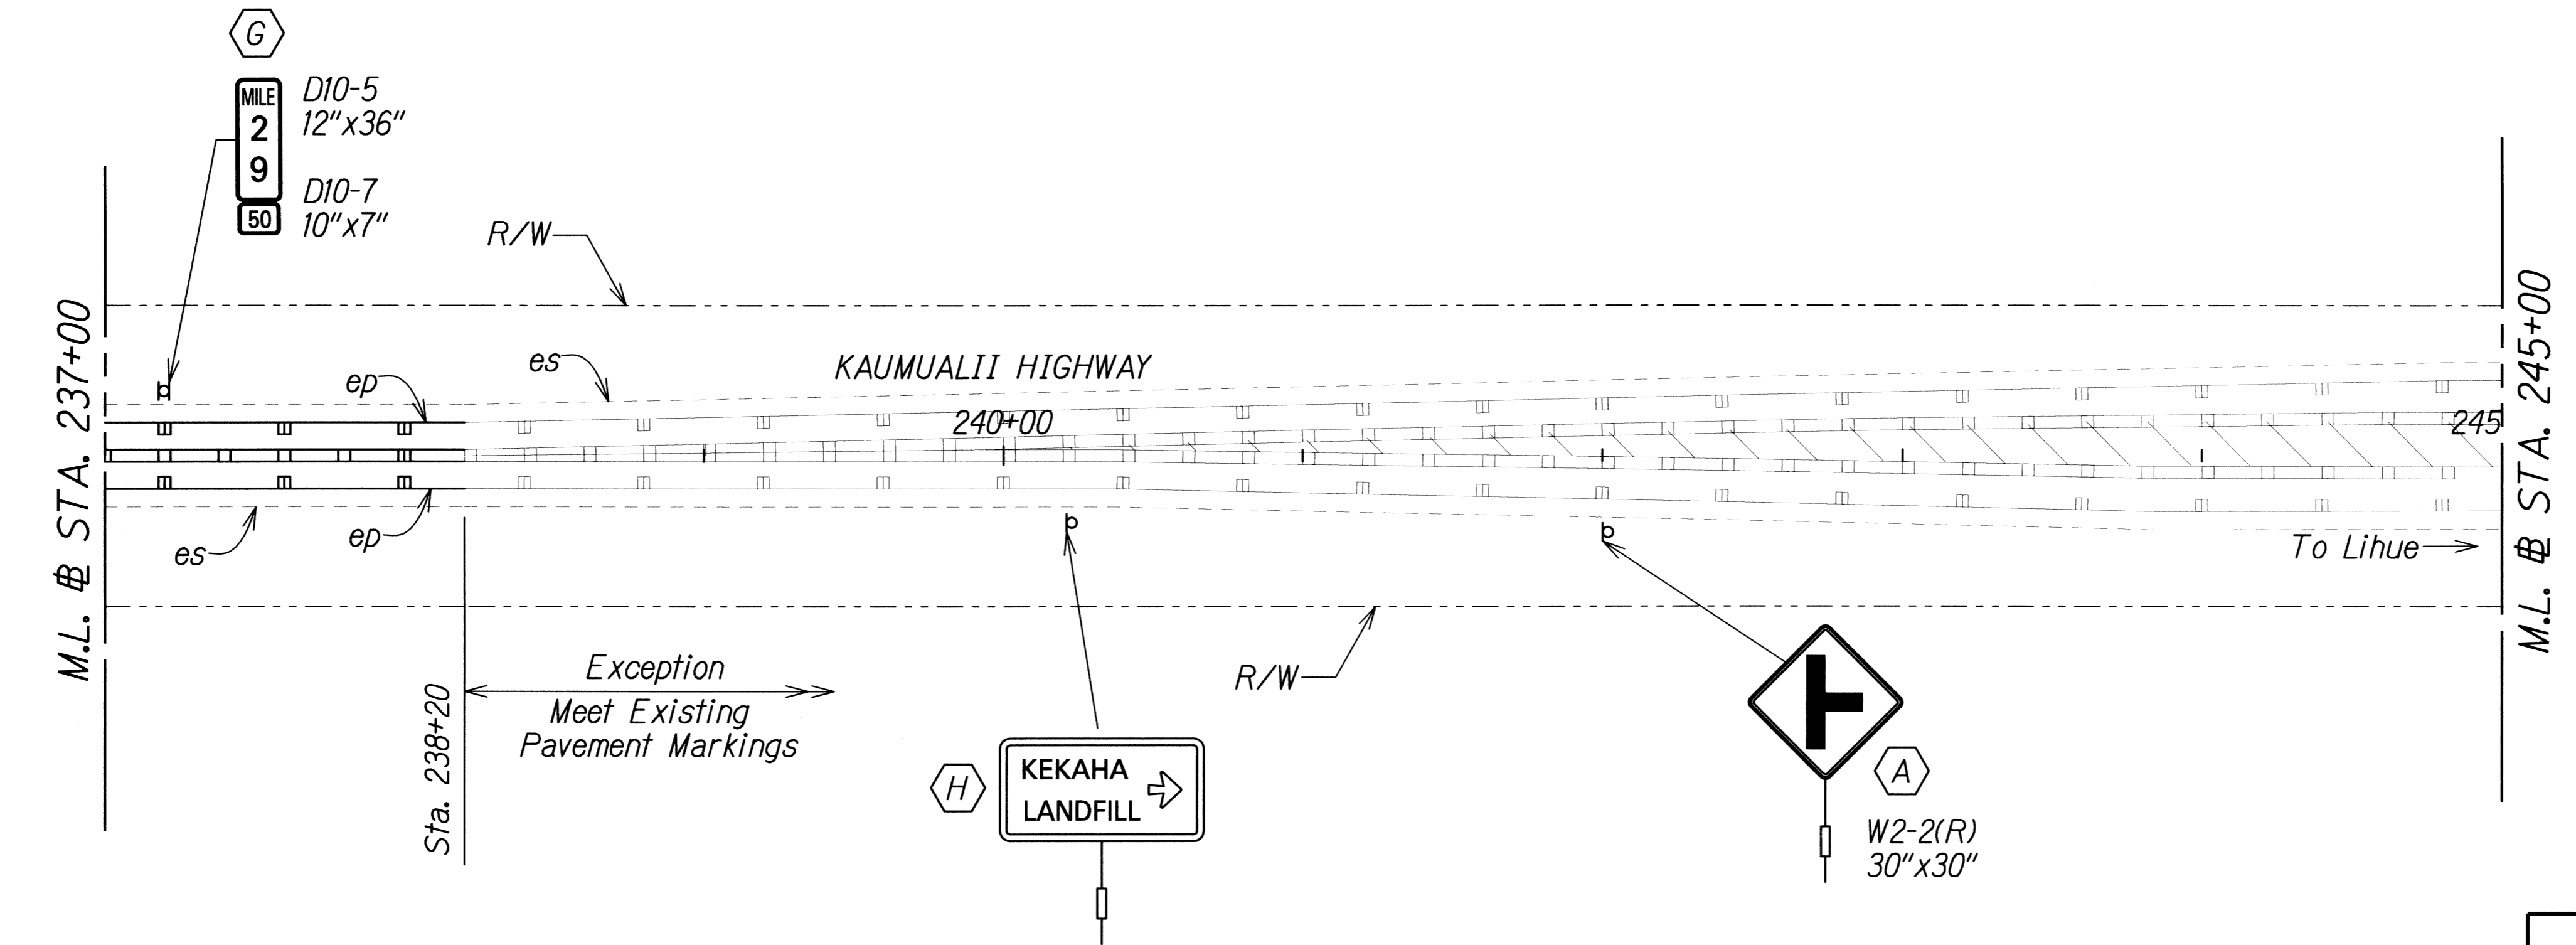 G
MILE
2
9
50
D10-5
12"x36"
D10-7
10"x7"
R/W
es
ep
KAUMUALII HIGHWAY
240+00
245
M.L. ⅊ STA. 237+00
M.L. ⅊ STA. 245+00
es
ep
To Lihue
Sta. 238+20
Exception
Meet Existing
Pavement Markings
R/W
H
KEKAHA
LANDFILL
A
W2-2(R)
30"x30"